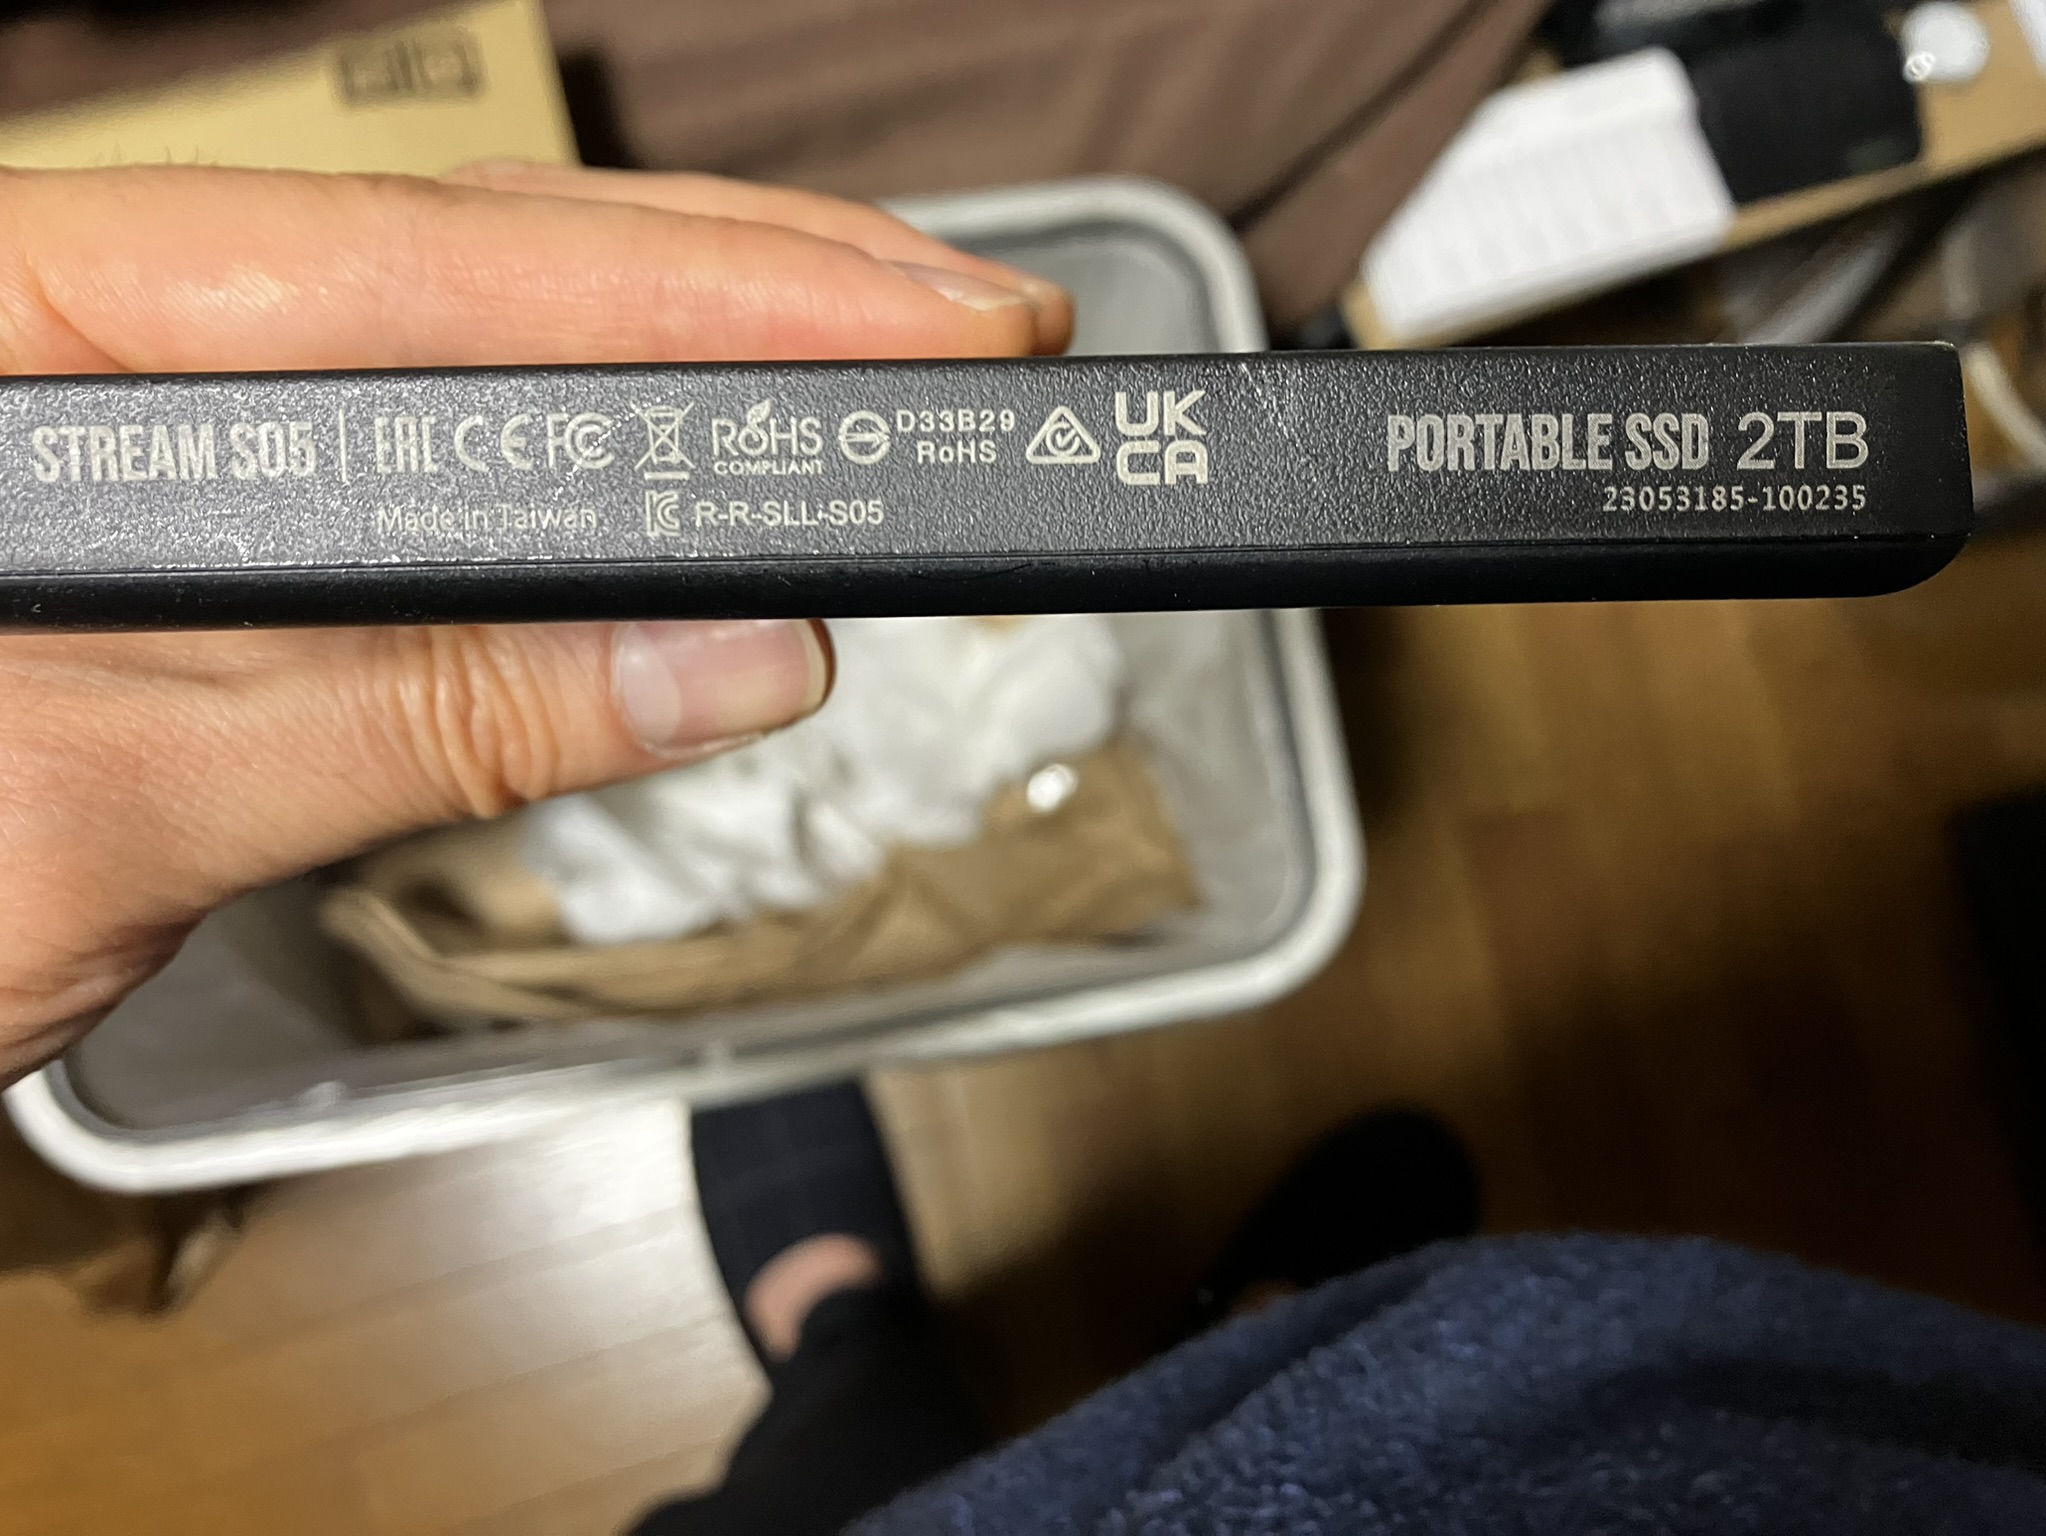 STREAM S05 | EAC CE FC RoHS COMPLIANT D33B29 RoHS UK CA
Made in Taiwan R-R-SLL-S05
PORTABLE SSD 2TB
23053185-100235